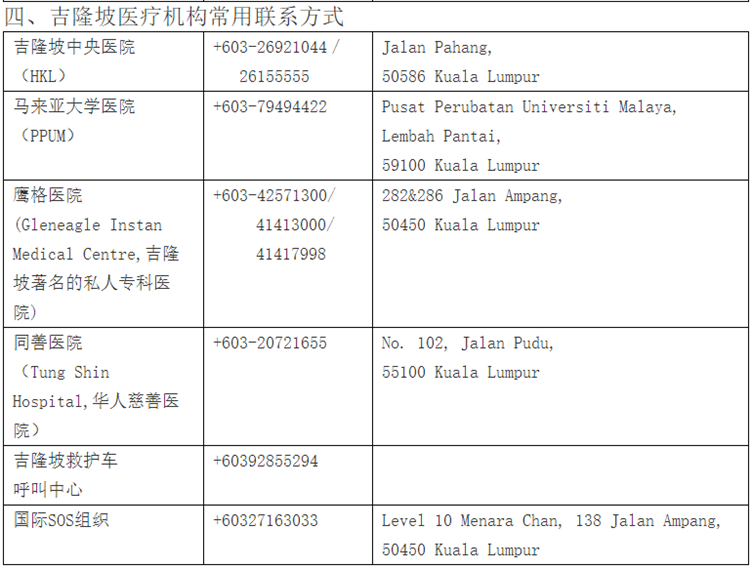 四、吉隆坡医疗机构常用联系方式
吉隆坡中央医院
（HKL）
+603-26921044 /
26155555
Jalan Pahang,
50586 Kuala Lumpur
马来亚大学医院
（PPUM）
+603-79494422
Pusat Perubatan Universiti Malaya,
Lembah Pantai,
59100 Kuala Lumpur
鹰格医院
(Gleneagle Instan
Medical Centre,吉隆
坡著名的私人专科医
院)
+603-42571300/
41413000/
41417998
282&286 Jalan Ampang,
50450 Kuala Lumpur
同善医院
（Tung Shin
Hospital,华人慈善医
院）
+603-20721655
No. 102, Jalan Pudu,
55100 Kuala Lumpur
吉隆坡救护车
呼叫中心
+60392855294
国际SOS组织
+60327163033
Level 10 Menara Chan, 138 Jalan Ampang,
50450 Kuala Lumpur